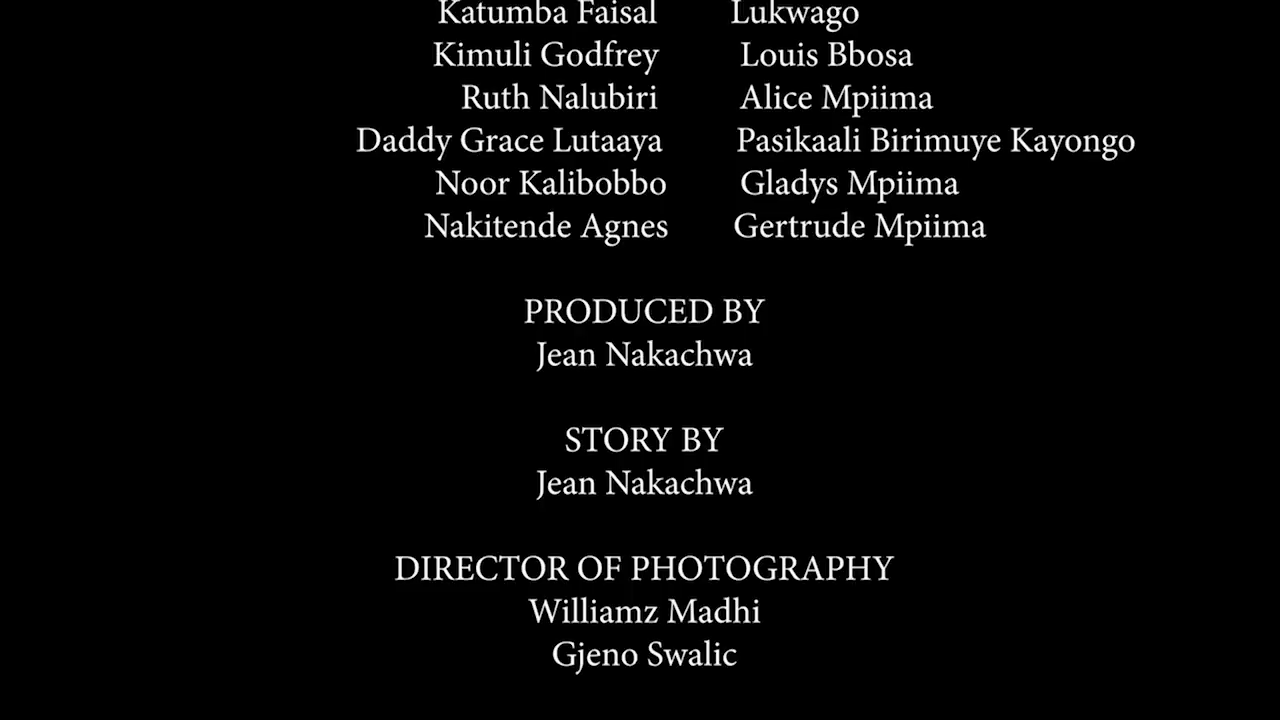 Katumba Faisal Lukwago
Kimuli Godfrey Louis Bbosa
Ruth Nalubiri Alice Mpiima
Daddy Grace Lutaaya Pasikaali Birimuye Kayongo
Noor Kalibobbo Gladys Mpiima
Nakitende Agnes Gertrude Mpiima
PRODUCED BY
Jean Nakachwa
STORY BY
Jean Nakachwa
DIRECTOR OF PHOTOGRAPHY
Williamz Madhi
Gjeno Swalic